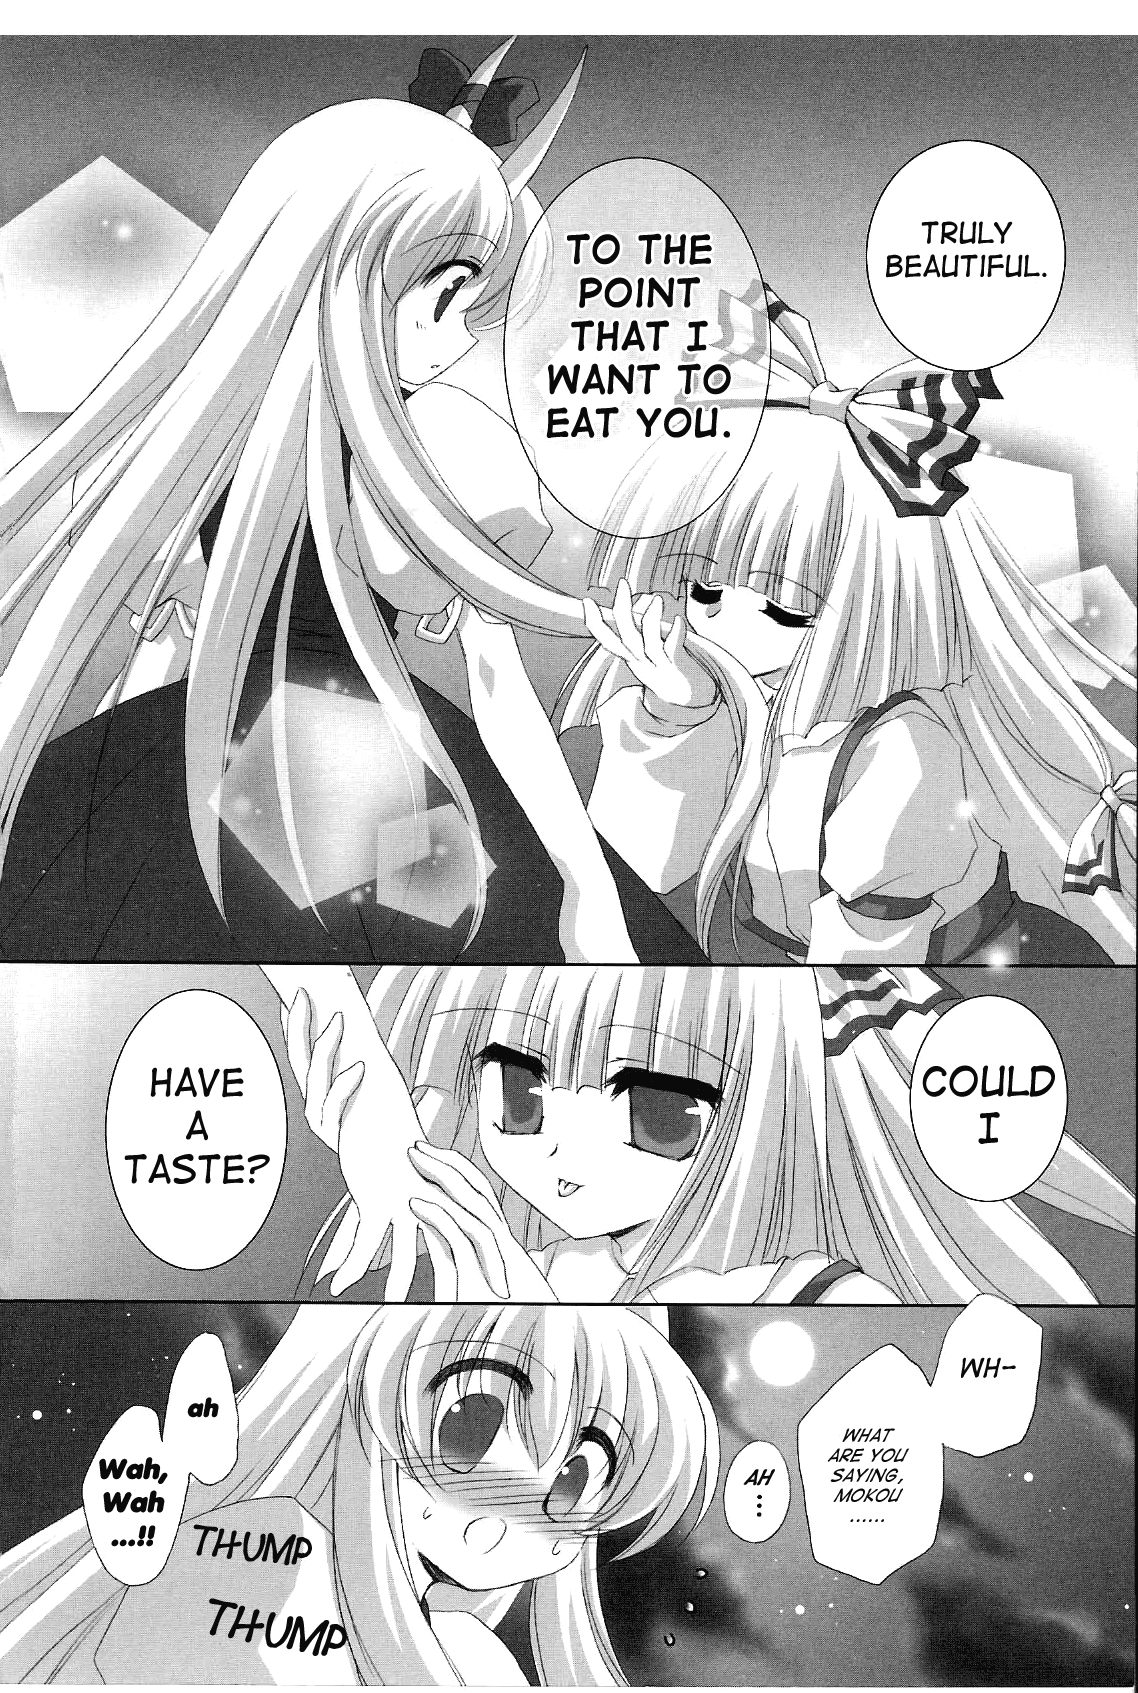 TRULY
BEAUTIFUL.
TO THE
POINT
THAT I
WANT TO
EAT YOU.
COULD
I
HAVE
A
TASTE?
WH-
WHAT
ARE YOU
SAYING,
MOKOU
......
AH
...
ah
Wah,
Wah
...!!
THUMP
THUMP